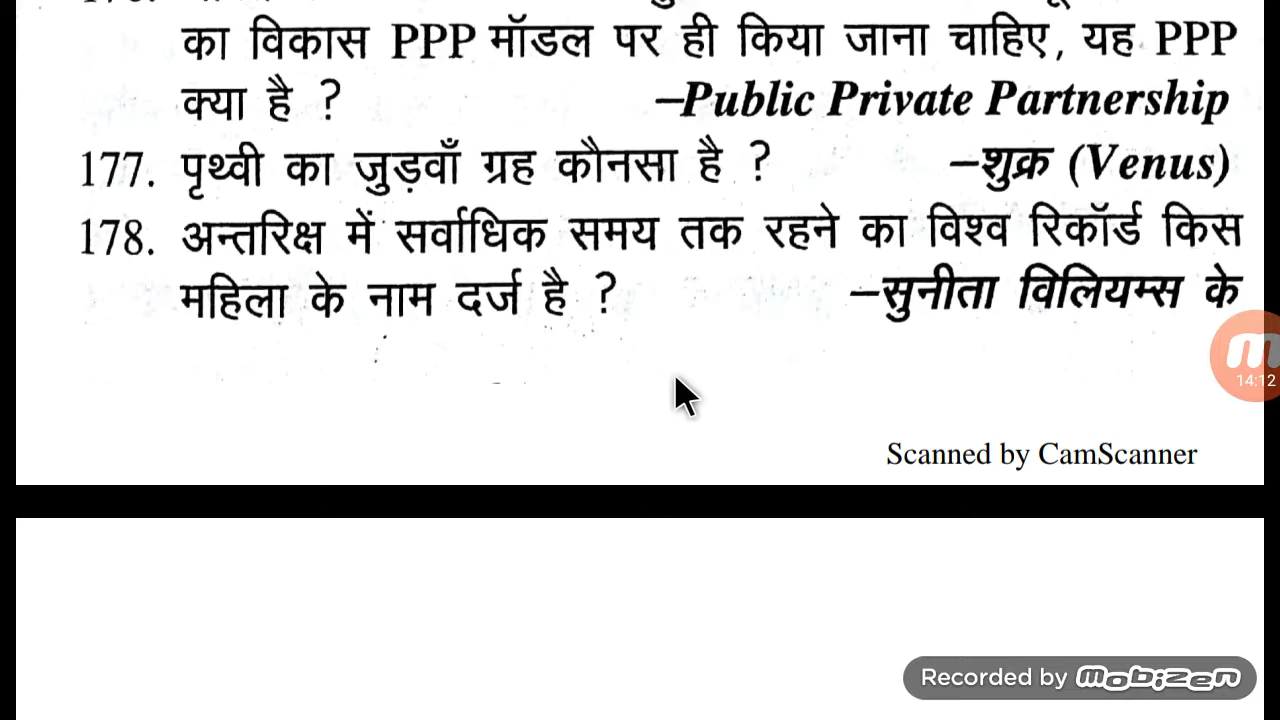 का विकास PPP मॉडल पर ही किया जाना चाहिए, यह PPP
क्या है ? –Public Private Partnership
177. पृथ्वी का जुड़वाँ ग्रह कौनसा है ? –शुक्र (Venus)
178. अन्तरिक्ष में सर्वाधिक समय तक रहने का विश्व रिकॉर्ड किस
महिला के नाम दर्ज है ? –सुनीता विलियम्स के
14:12
Scanned by CamScanner
Recorded by mobizen